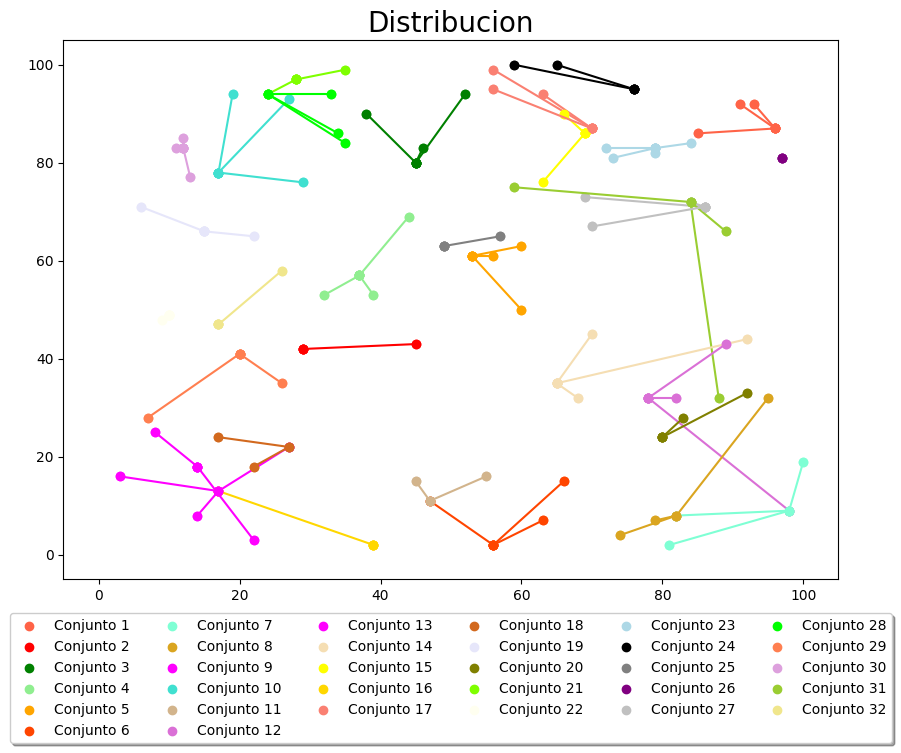 Distribucion
100
80
60
40
20
0
0 20 40 60 80 100
Conjunto 1 Conjunto 7 Conjunto 13 Conjunto 18 Conjunto 23 Conjunto 28
Conjunto 2 Conjunto 8 Conjunto 14 Conjunto 19 Conjunto 24 Conjunto 29
Conjunto 3 Conjunto 9 Conjunto 15 Conjunto 20 Conjunto 25 Conjunto 30
Conjunto 4 Conjunto 10 Conjunto 16 Conjunto 21 Conjunto 26 Conjunto 31
Conjunto 5 Conjunto 11 Conjunto 17 Conjunto 22 Conjunto 27 Conjunto 32
Conjunto 6 Conjunto 12